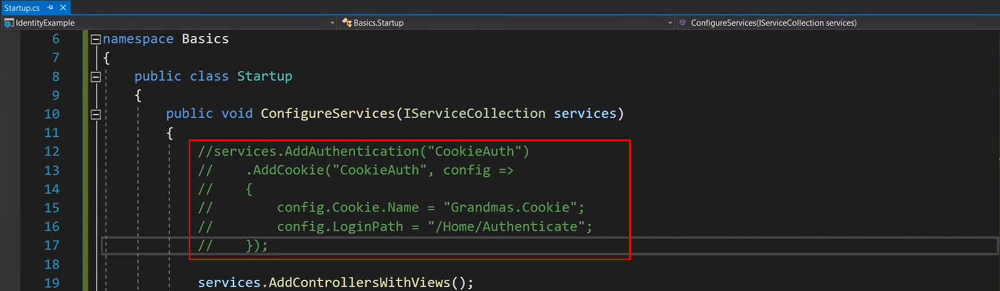 Startup.cs
IdentityExample Basics.Startup ConfigureServices(IServiceCollection services)
6 namespace Basics
7 {
8 public class Startup
9 {
10 public void ConfigureServices(IServiceCollection services)
11 {
12 //services.AddAuthentication("CookieAuth")
13 // .AddCookie("CookieAuth", config =>
14 // {
15 // config.Cookie.Name = "Grandmas.Cookie";
16 // config.LoginPath = "/Home/Authenticate";
17 // });
18
19 services.AddControllersWithViews();